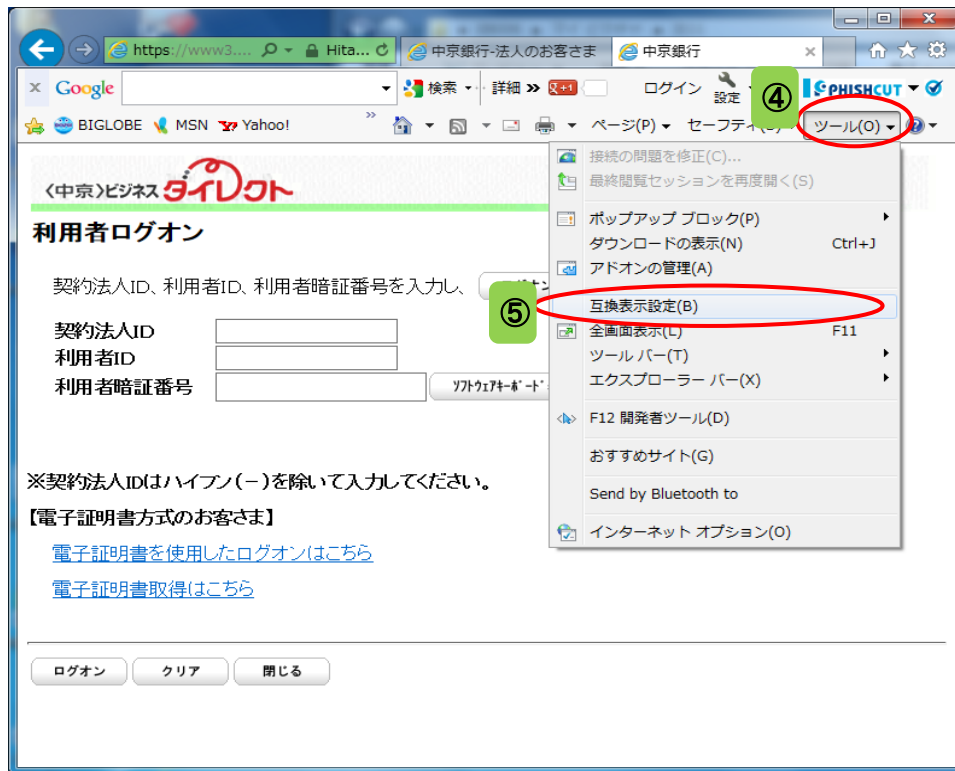 https://www3.... Hita... 中京銀行-法人のお客さま 中京銀行
× Google 検索 詳細 » g+1 ログイン 設定 ④ PHISHCUT
BIGLOBE MSN Yahoo! » ページ(P) ツール(O)
接続の問題を修正(C)...
最終閲覧セッションを再度開く(S)
ポップアップ ブロック(P)
ダウンロードの表示(N) Ctrl+J
アドオンの管理(A)
⑤ 互換表示設定(B)
全画面表示(L) F11
ツール バー(T)
エクスプローラー バー(X)
F12 開発者ツール(D)
おすすめサイト(G)
Send by Bluetooth to
インターネット オプション(O)
〈中京〉ビジネスダイレクト
利用者ログオン
契約法人ID、利用者ID、利用者暗証番号を入力し、
契約法人ID
利用者ID
利用者暗証番号 ソフトウェアキーボード
※契約法人IDはハイフン(-)を除いて入力してください。
【電子証明書方式のお客さま】
電子証明書を使用したログオンはこちら
電子証明書取得はこちら
ログオン クリア 閉じる